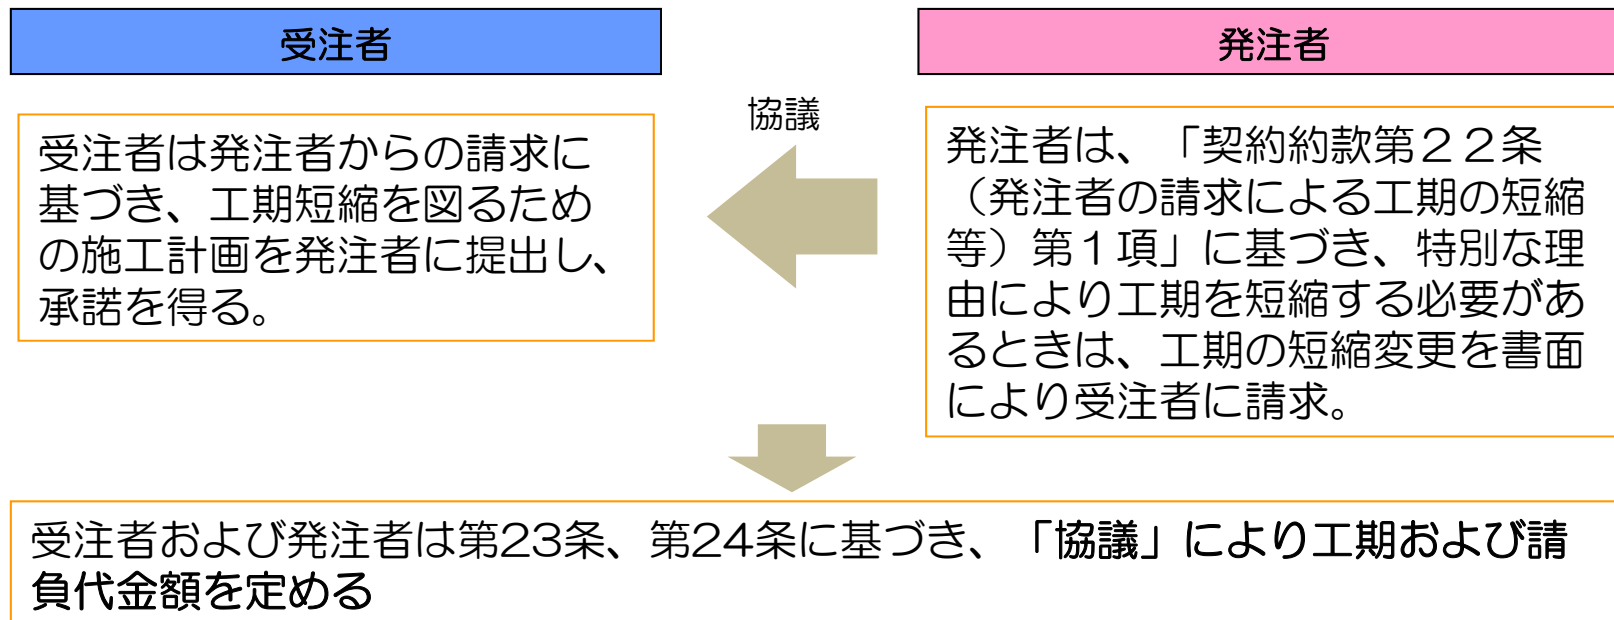 受注者
発注者
協議
受注者は発注者からの請求に
基づき、工期短縮を図るため
の施工計画を発注者に提出し、
承諾を得る。
発注者は、「契約約款第２２条
（発注者の請求による工期の短縮
等）第１項」に基づき、特別な理
由により工期を短縮する必要があ
るときは、工期の短縮変更を書面
により受注者に請求。
受注者および発注者は第23条、第24条に基づき、「協議」により工期および請
負代金額を定める